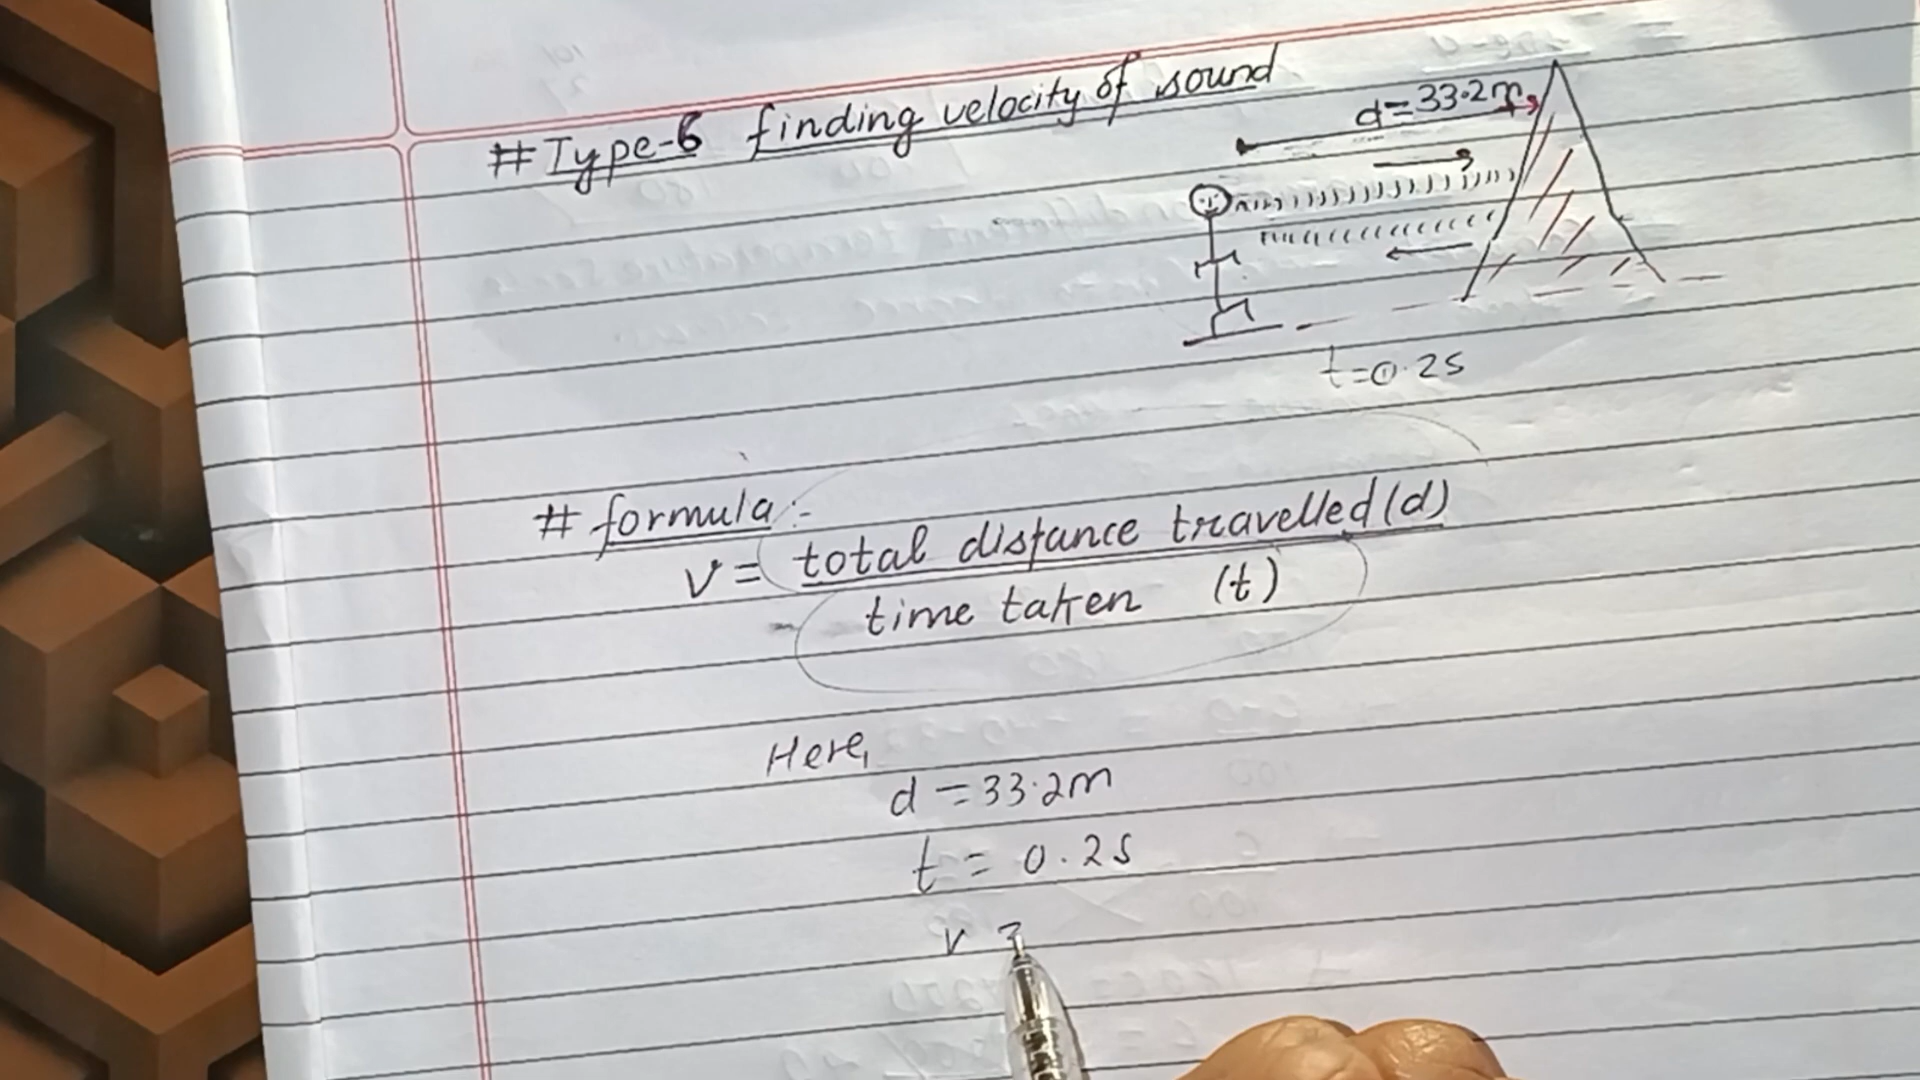 # Type-6 finding velocity of sound
d=33.2m
t=0.2s
# formula:-
v = total distance travelled (d)
time taken (t)
Here,
d = 33.2m
t = 0.2s
v